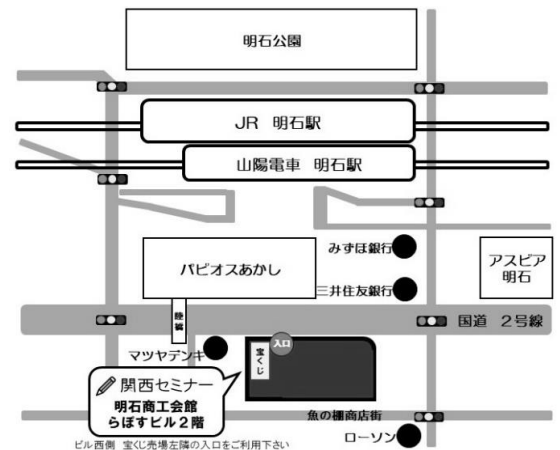 明石公園
JR 明石駅
山陽電車 明石駅
みずほ銀行
パピオスあかし
アスピア
明石
三井住友銀行
陸橋
国道 2号線
入口
宝くじ
マツヤデンキ
関西セミナー
明石商工会館
らぽすビル2階
魚の棚商店街
ローソン
ビル西側 宝くじ売場左隣の入口をご利用下さい